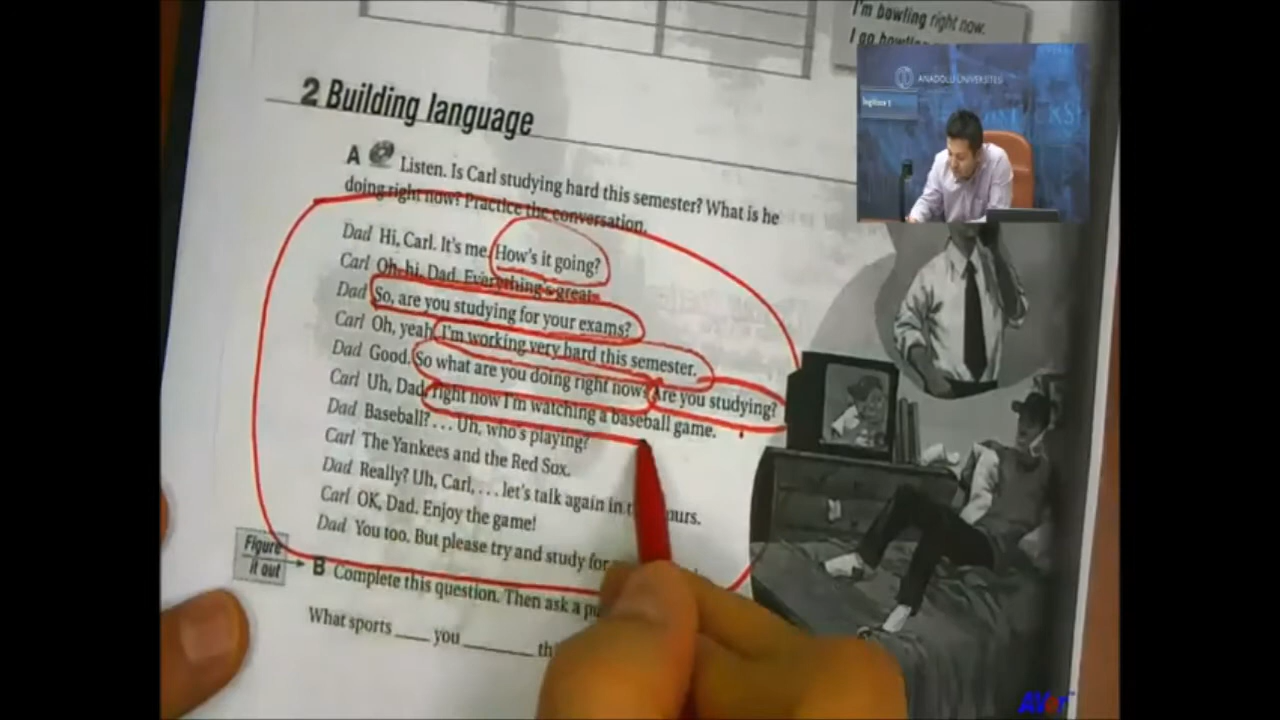 I'm bowling right now.
I go bowling
ANADOLU ÜNİVERSİTESİ
İngilizce 1
2 Building language
A Listen. Is Carl studying hard this semester? What is he
doing right now? Practice the conversation.
Dad Hi, Carl. It's me. How's it going?
Carl Oh, hi, Dad. Everything's great.
Dad So, are you studying for your exams?
Carl Oh, yeah. I'm working very hard this semester.
Dad Good. So what are you doing right now? Are you studying?
Carl Uh, Dad, right now I'm watching a baseball game.
Dad Baseball? . . . Uh, who's playing?
Carl The Yankees and the Red Sox.
Dad Really? Uh, Carl, . . . let's talk again in
Carl OK, Dad. Enjoy the game!
Dad You too. But please try and study for
Figure
it out
B Complete this question. Then ask a
What sports ____ you ________
AVer